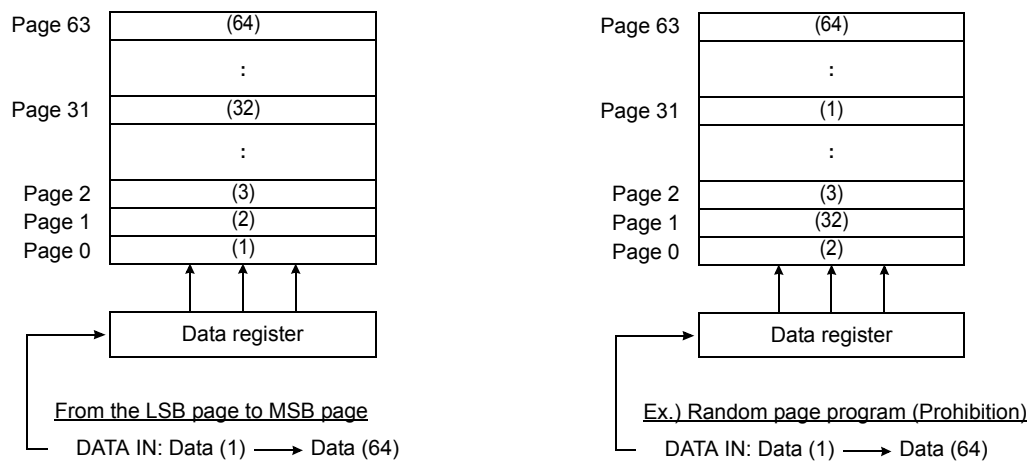 Page 63 (64)
:
Page 31 (32)
:
Page 2 (3)
Page 1 (2)
Page 0 (1)
Data register
From the LSB page to MSB page
DATA IN: Data (1) Data (64)
Page 63 (64)
:
Page 31 (1)
:
Page 2 (3)
Page 1 (32)
Page 0 (2)
Data register
Ex.) Random page program (Prohibition)
DATA IN: Data (1) Data (64)